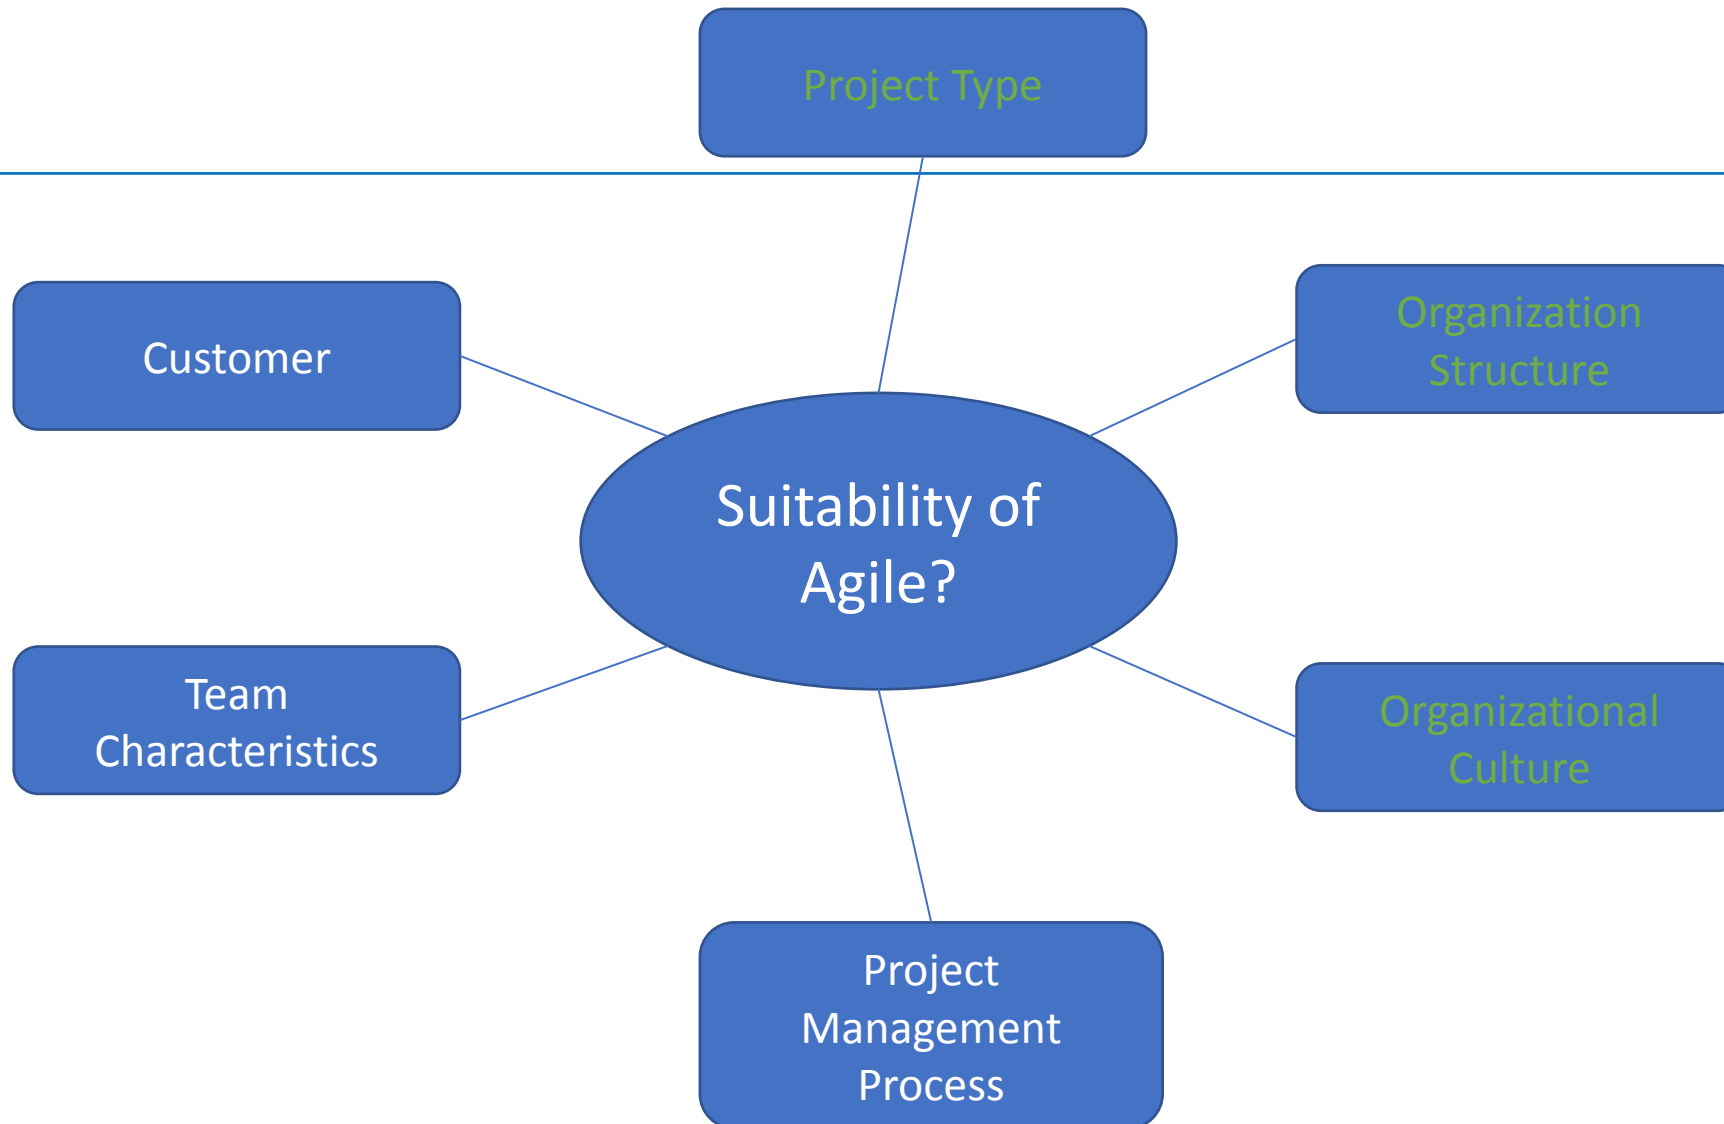 Project Type
Customer
Organization
Structure
Suitability of
Agile?
Team
Characteristics
Organizational
Culture
Project
Management
Process